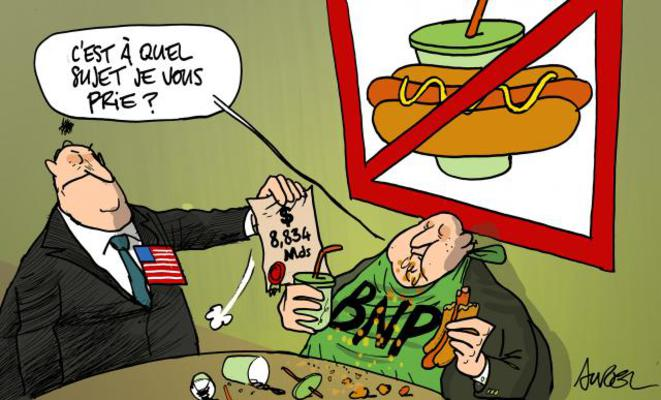 C'EST À QUEL
SUJET JE VOUS
PRIE ?
$
8,834
Mds
BNP
AUREL